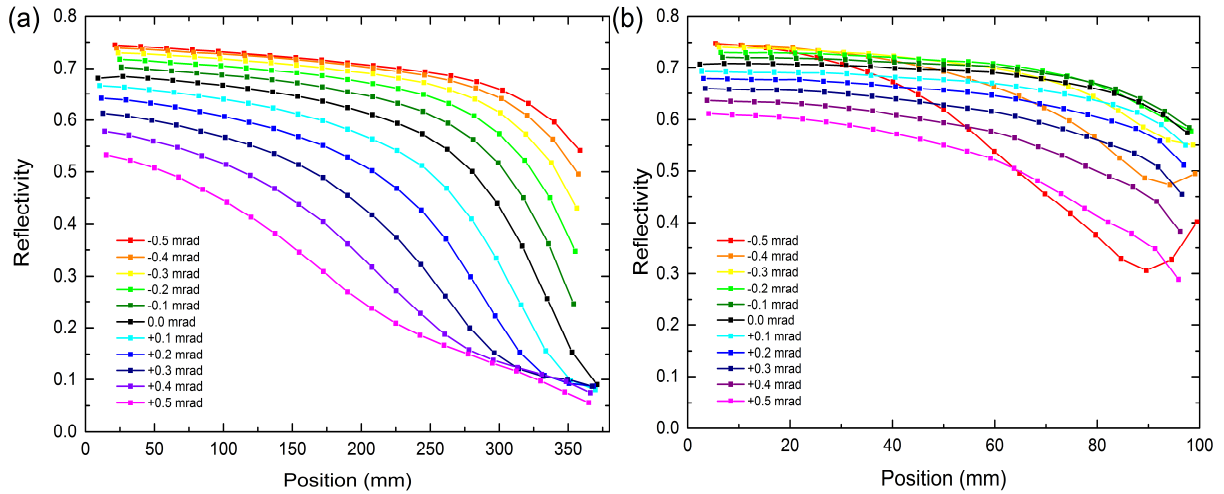 (a)
Reflectivity
0.8
0.7
0.6
0.5
0.4
0.3
0.2
0.1
0.0
-0.5 mrad
-0.4 mrad
-0.3 mrad
-0.2 mrad
-0.1 mrad
0.0 mrad
+0.1 mrad
+0.2 mrad
+0.3 mrad
+0.4 mrad
+0.5 mrad
0 50 100 150 200 250 300 350
Position (mm)
(b)
Reflectivity
0.8
0.7
0.6
0.5
0.4
0.3
0.2
0.1
0.0
-0.5 mrad
-0.4 mrad
-0.3 mrad
-0.2 mrad
-0.1 mrad
0.0 mrad
+0.1 mrad
+0.2 mrad
+0.3 mrad
+0.4 mrad
+0.5 mrad
0 20 40 60 80 100
Position (mm)